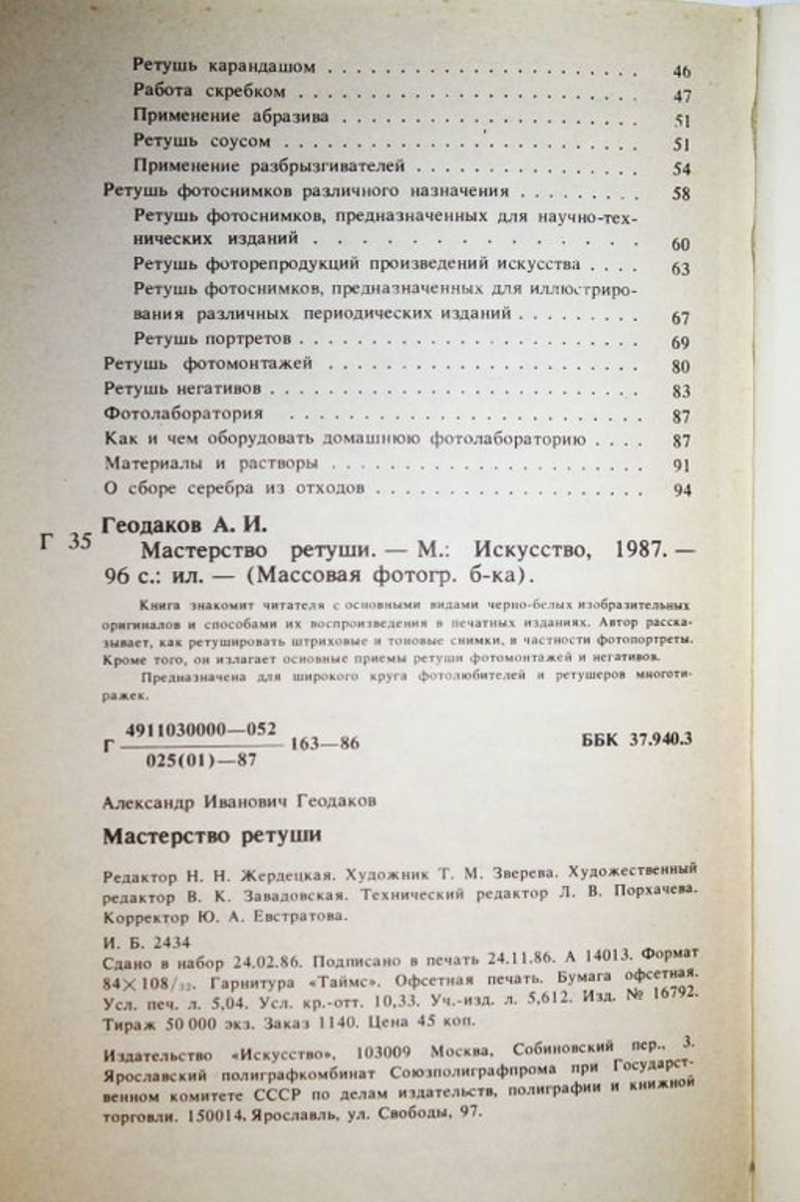 Ретушь карандашом . . . . . . . . . . . . . . . . . . . . . 46
Работа скребком . . . . . . . . . . . . . . . . . . . . . . . 47
Применение абразива . . . . . . . . . . . . . . . . . . . . 51
Ретушь соусом . . . . . . . . . . . . . . . . . . . . . . . . 51
Применение разбрызгивателей . . . . . . . . . . . . . . . 54
Ретушь фотоснимков различного назначения . . . . . . . . . 58
Ретушь фотоснимков, предназначенных для научно-тех-
нических изданий . . . . . . . . . . . . . . 60
Ретушь фоторепродукций произведений искусства . . . . 63
Ретушь фотоснимков, предназначенных для иллюстриро-
вания различных периодических изданий . . . . . . . . . 67
Ретушь портретов . . . . . . . . . . . . . . . . . . . . . . . 69
Ретушь фотомонтажей . . . . . . . . . . . . . . . . . . . . . 80
Ретушь негативов . . . . . . . . . . . . . . . . . . . . . . . . . 83
Фотолаборатория . . . . . . . . . . . . . . . . . . . . . . . . 87
Как и чем оборудовать домашнюю фотолабораторию . . . . 87
Материалы и растворы . . . . . . . . . . . . . . . . . . . . . 91
О сборе серебра из отходов . . . . . . . . . . . . . . . . . . 94
Геодаков А. И.
Г 35 Мастерство ретуши. — М.: Искусство, 1987. —
96 с.: ил. — (Массовая фотогр. б-ка).
Книга знакомит читателя с основными видами черно-белых изобразительных
оригиналов и способами их воспроизведения в печатных изданиях. Автор расска-
зывает, как ретушировать штриховые и тоновые снимки, в частности фотопортреты.
Кроме того, он излагает основные приемы ретуши фотомонтажей и негативов.
Предназначена для широкого круга фотолюбителей и ретушеров многоти-
ражек.
4911030000—052
Г 163—86 ББК 37.940.3
025(01)—87
Александр Иванович Геодаков
Мастерство ретуши
Редактор Н. Н. Жердецкая. Художник Т. М. Зверева. Художественный
редактор В. К. Завадовская. Технический редактор Л. В. Порхачева.
Корректор Ю. А. Евстратова.
И. Б. 2434
Сдано в набор 24.02.86. Подписано в печать 24.11.86. А 14013. Формат
84×108/32. Гарнитура «Таймс». Офсетная печать. Бумага офсетная.
Усл. печ. л. 5,04. Усл. кр.-отт. 10,33. Уч.-изд. л. 5,612. Изд. № 16792.
Тираж 50 000 экз. Заказ 1140. Цена 45 коп.
Издательство «Искусство», 103009 Москва, Собиновский пер., 3.
Ярославский полиграфкомбинат Союзполиграфпрома при Государст-
венном комитете СССР по делам издательств, полиграфии и книжной
торговли. 150014, Ярославль, ул. Свободы, 97.